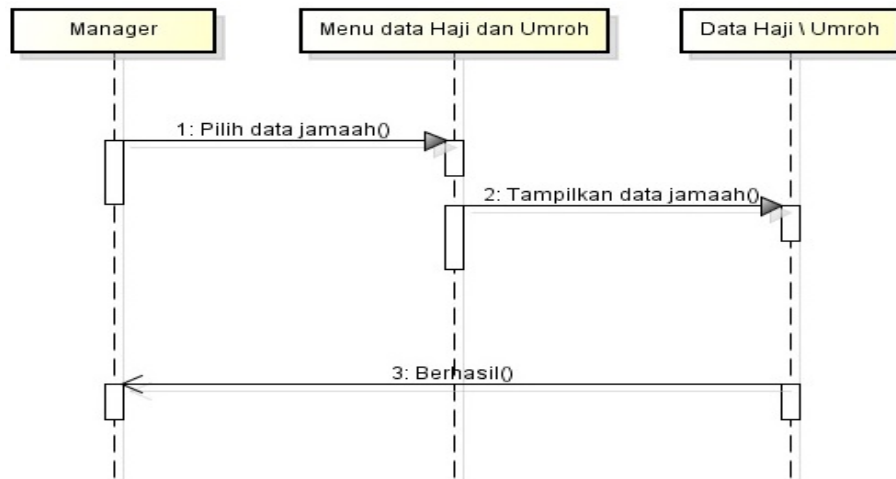 Manager
Menu data Haji dan Umroh
Data Haji \ Umroh
1: Pilih data jamaah()
2: Tampilkan data jamaah()
3: Berhasil()